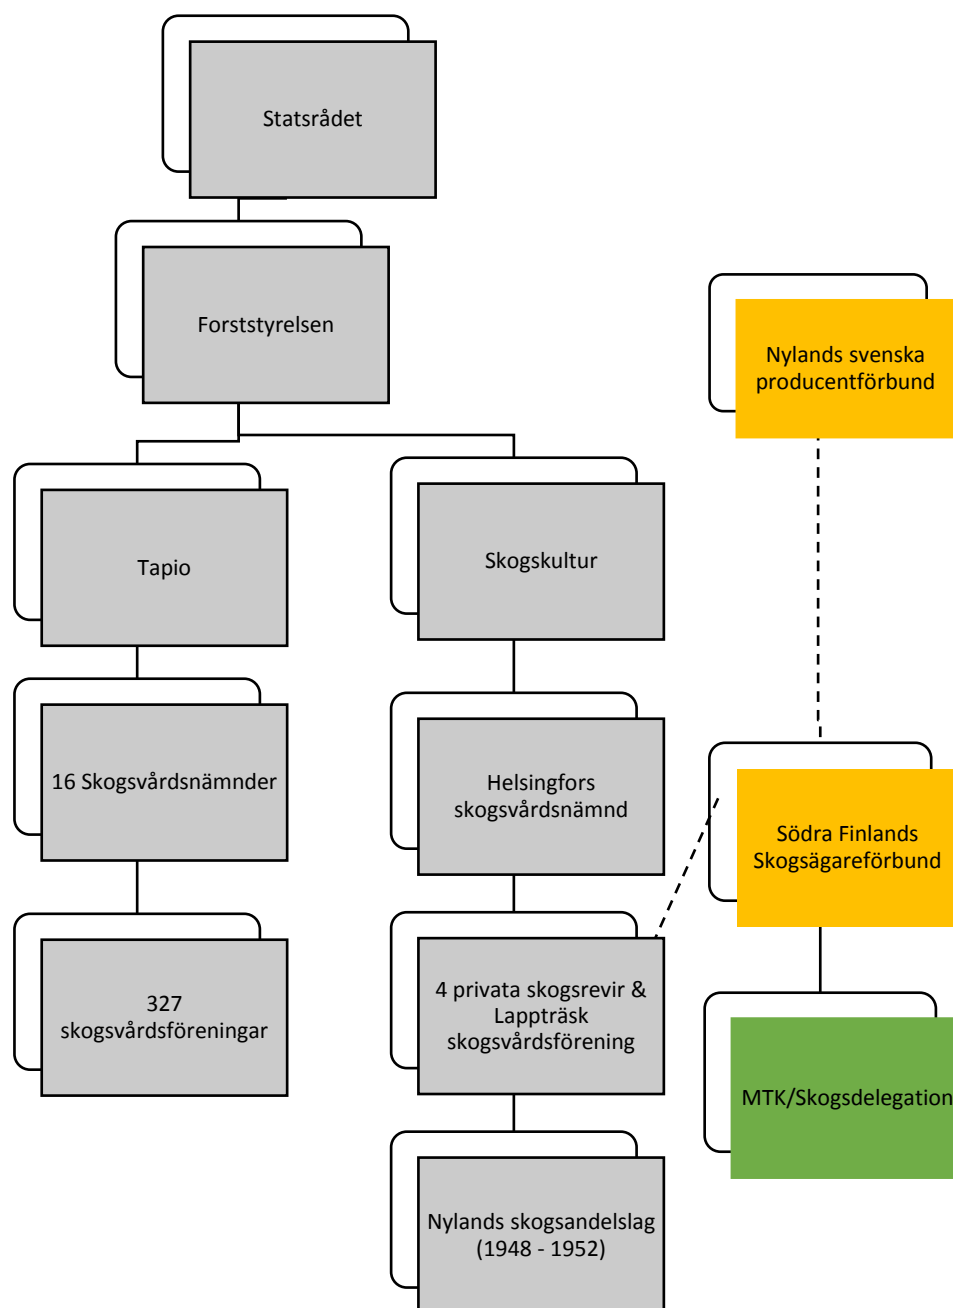 Statsrådet
Forststyrelsen
Nylands svenska
producentförbund
Tapio
Skogskultur
16 Skogsvårdsnämnder
Helsingfors
skogsvårdsnämnd
Södra Finlands
Skogsägareförbund
327
skogsvårdsföreningar
4 privata skogsrevir &
Lappträsk
skogsvårdsförening
MTK/Skogsdelegation
Nylands skogsandelslag
(1948 - 1952)